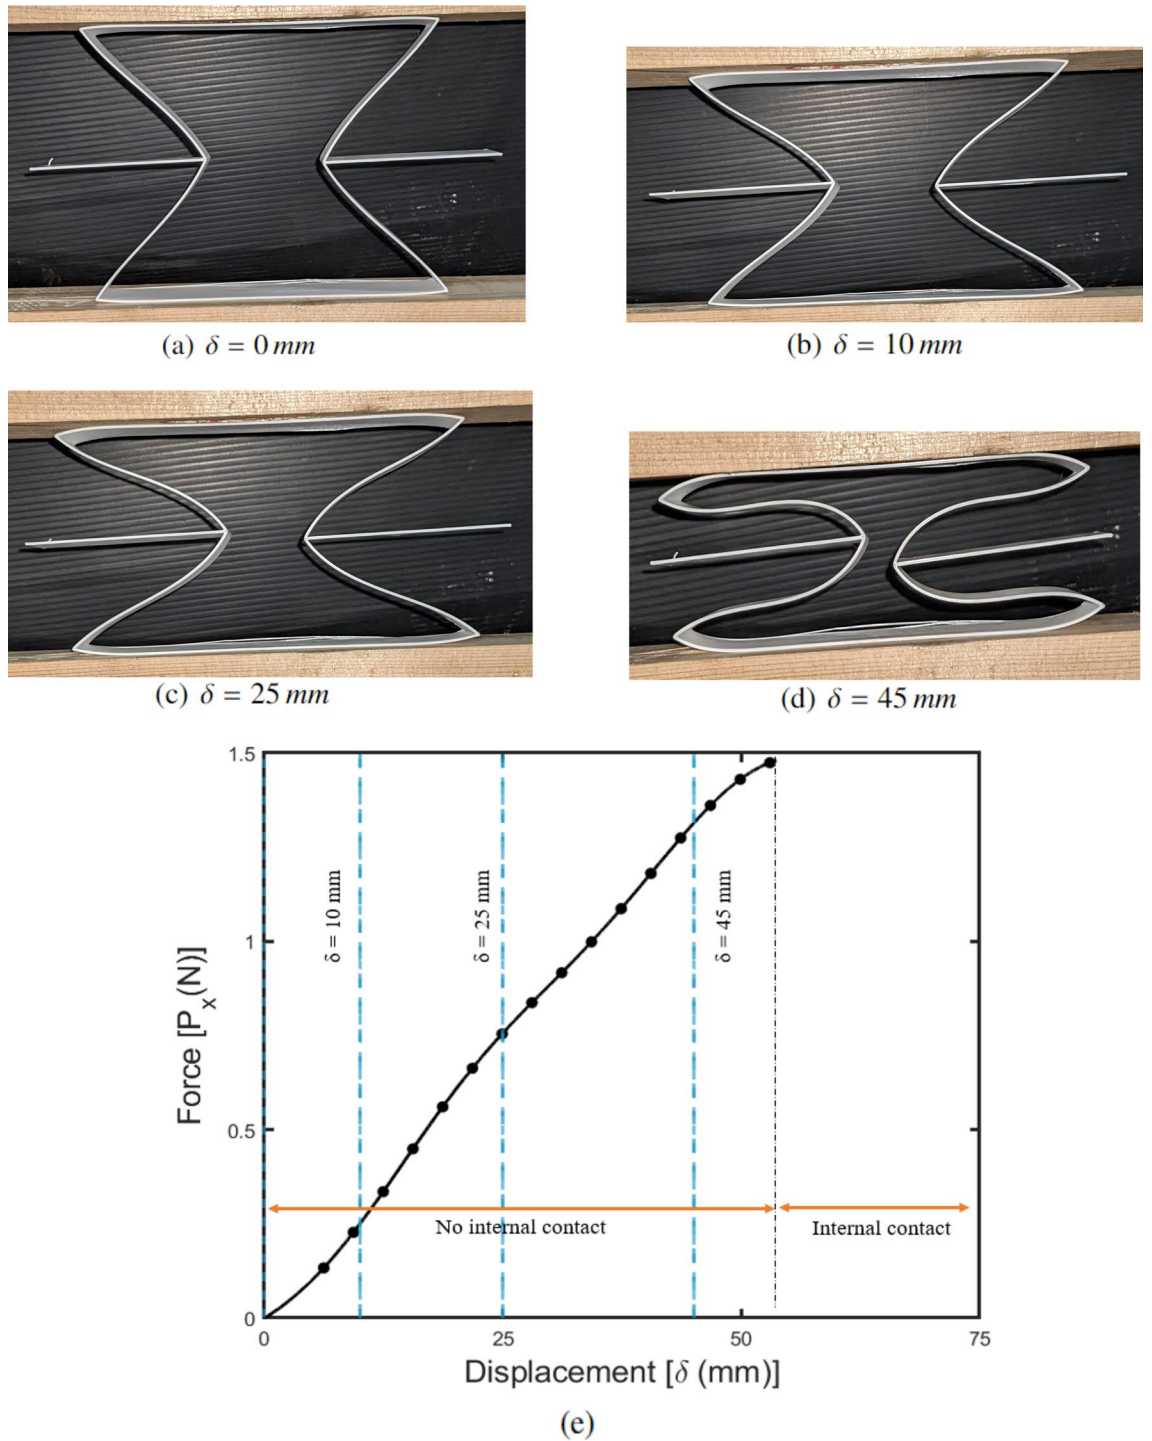 (a) δ = 0 mm
(b) δ = 10 mm
(c) δ = 25 mm
(d) δ = 45 mm
1.5
1
0.5
0
Force [P_x(N)]
δ = 10 mm
δ = 25 mm
δ = 45 mm
No internal contact
Internal contact
0
25
50
75
Displacement [δ (mm)]
(e)